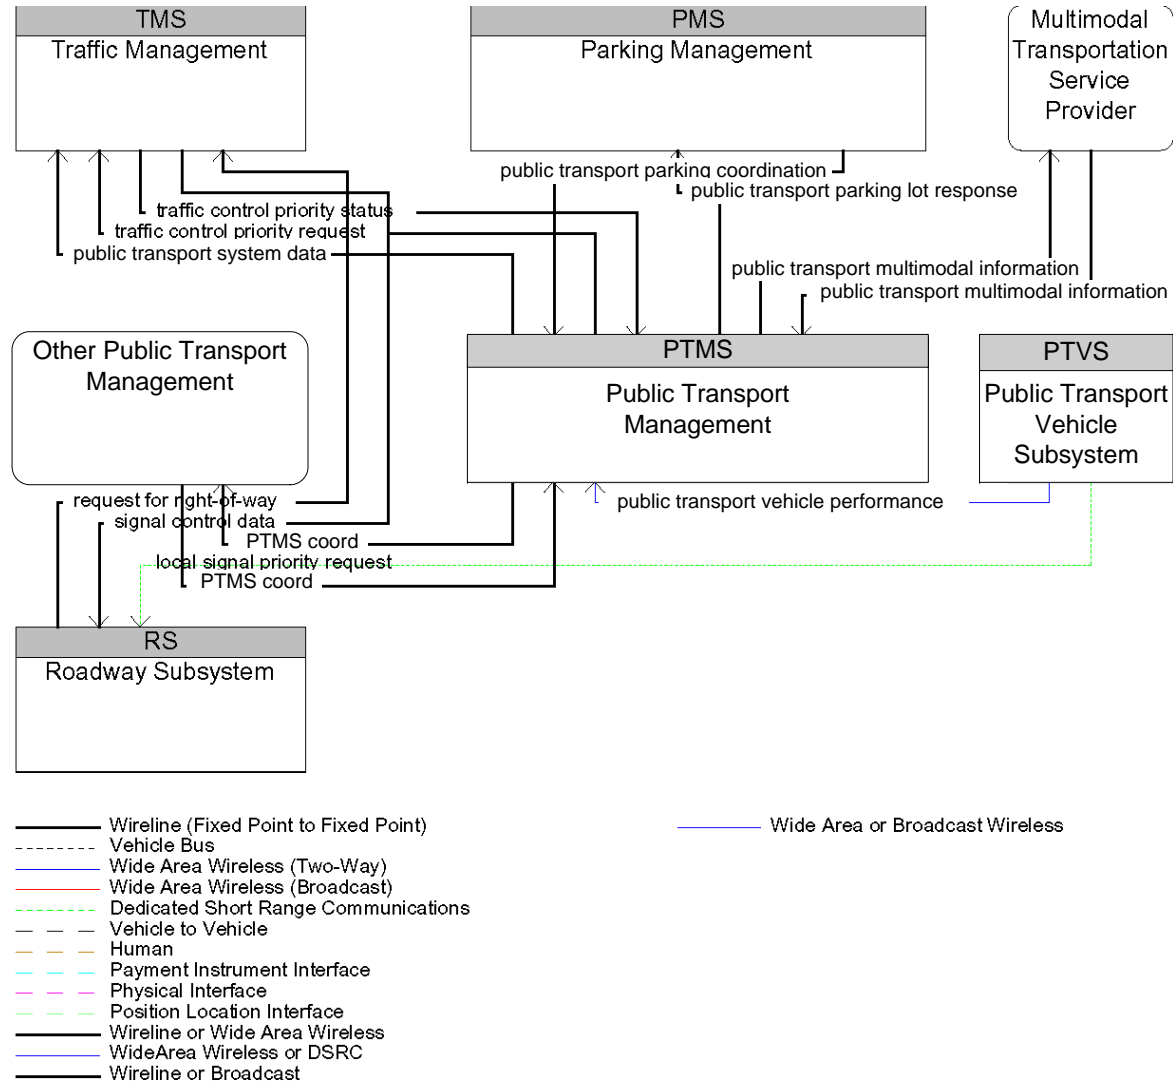 TMS
Traffic Management
PMS
Parking Management
Multimodal
Transportation
Service
Provider
public transport parking coordination
public transport parking lot response
traffic control priority status
traffic control priority request
public transport system data
public transport multimodal information
public transport multimodal information
Other Public Transport
Management
PTMS
Public Transport
Management
PTVS
Public Transport
Vehicle
Subsystem
request for right-of-way
signal control data
public transport vehicle performance
PTMS coord
local signal priority request
PTMS coord
RS
Roadway Subsystem
Wireline (Fixed Point to Fixed Point)
Vehicle Bus
Wide Area Wireless (Two-Way)
Wide Area Wireless (Broadcast)
Dedicated Short Range Communications
Vehicle to Vehicle
Human
Payment Instrument Interface
Physical Interface
Position Location Interface
Wireline or Wide Area Wireless
WideArea Wireless or DSRC
Wireline or Broadcast
Wide Area or Broadcast Wireless